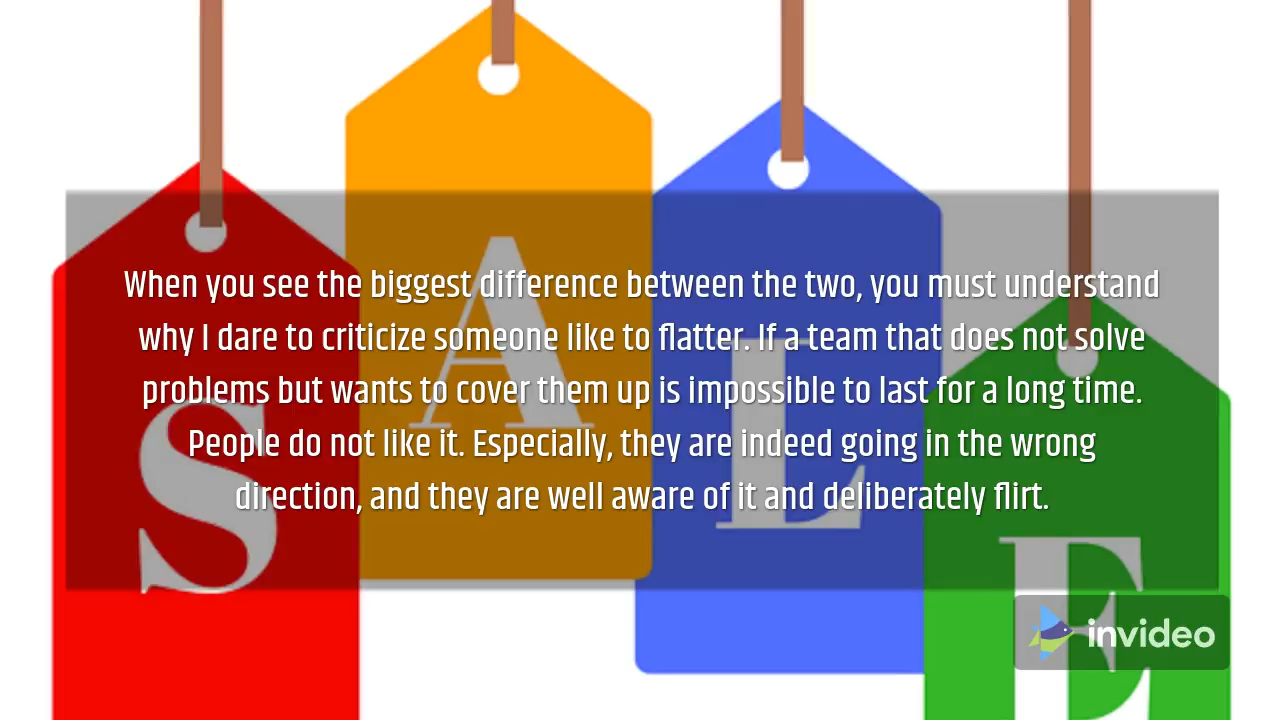 When you see the biggest difference between the two, you must understand
why I dare to criticize someone like to flatter. If a team that does not solve
problems but wants to cover them up is impossible to last for a long time.
People do not like it. Especially, they are indeed going in the wrong
direction, and they are well aware of it and deliberately flirt.
S A L E
invideo